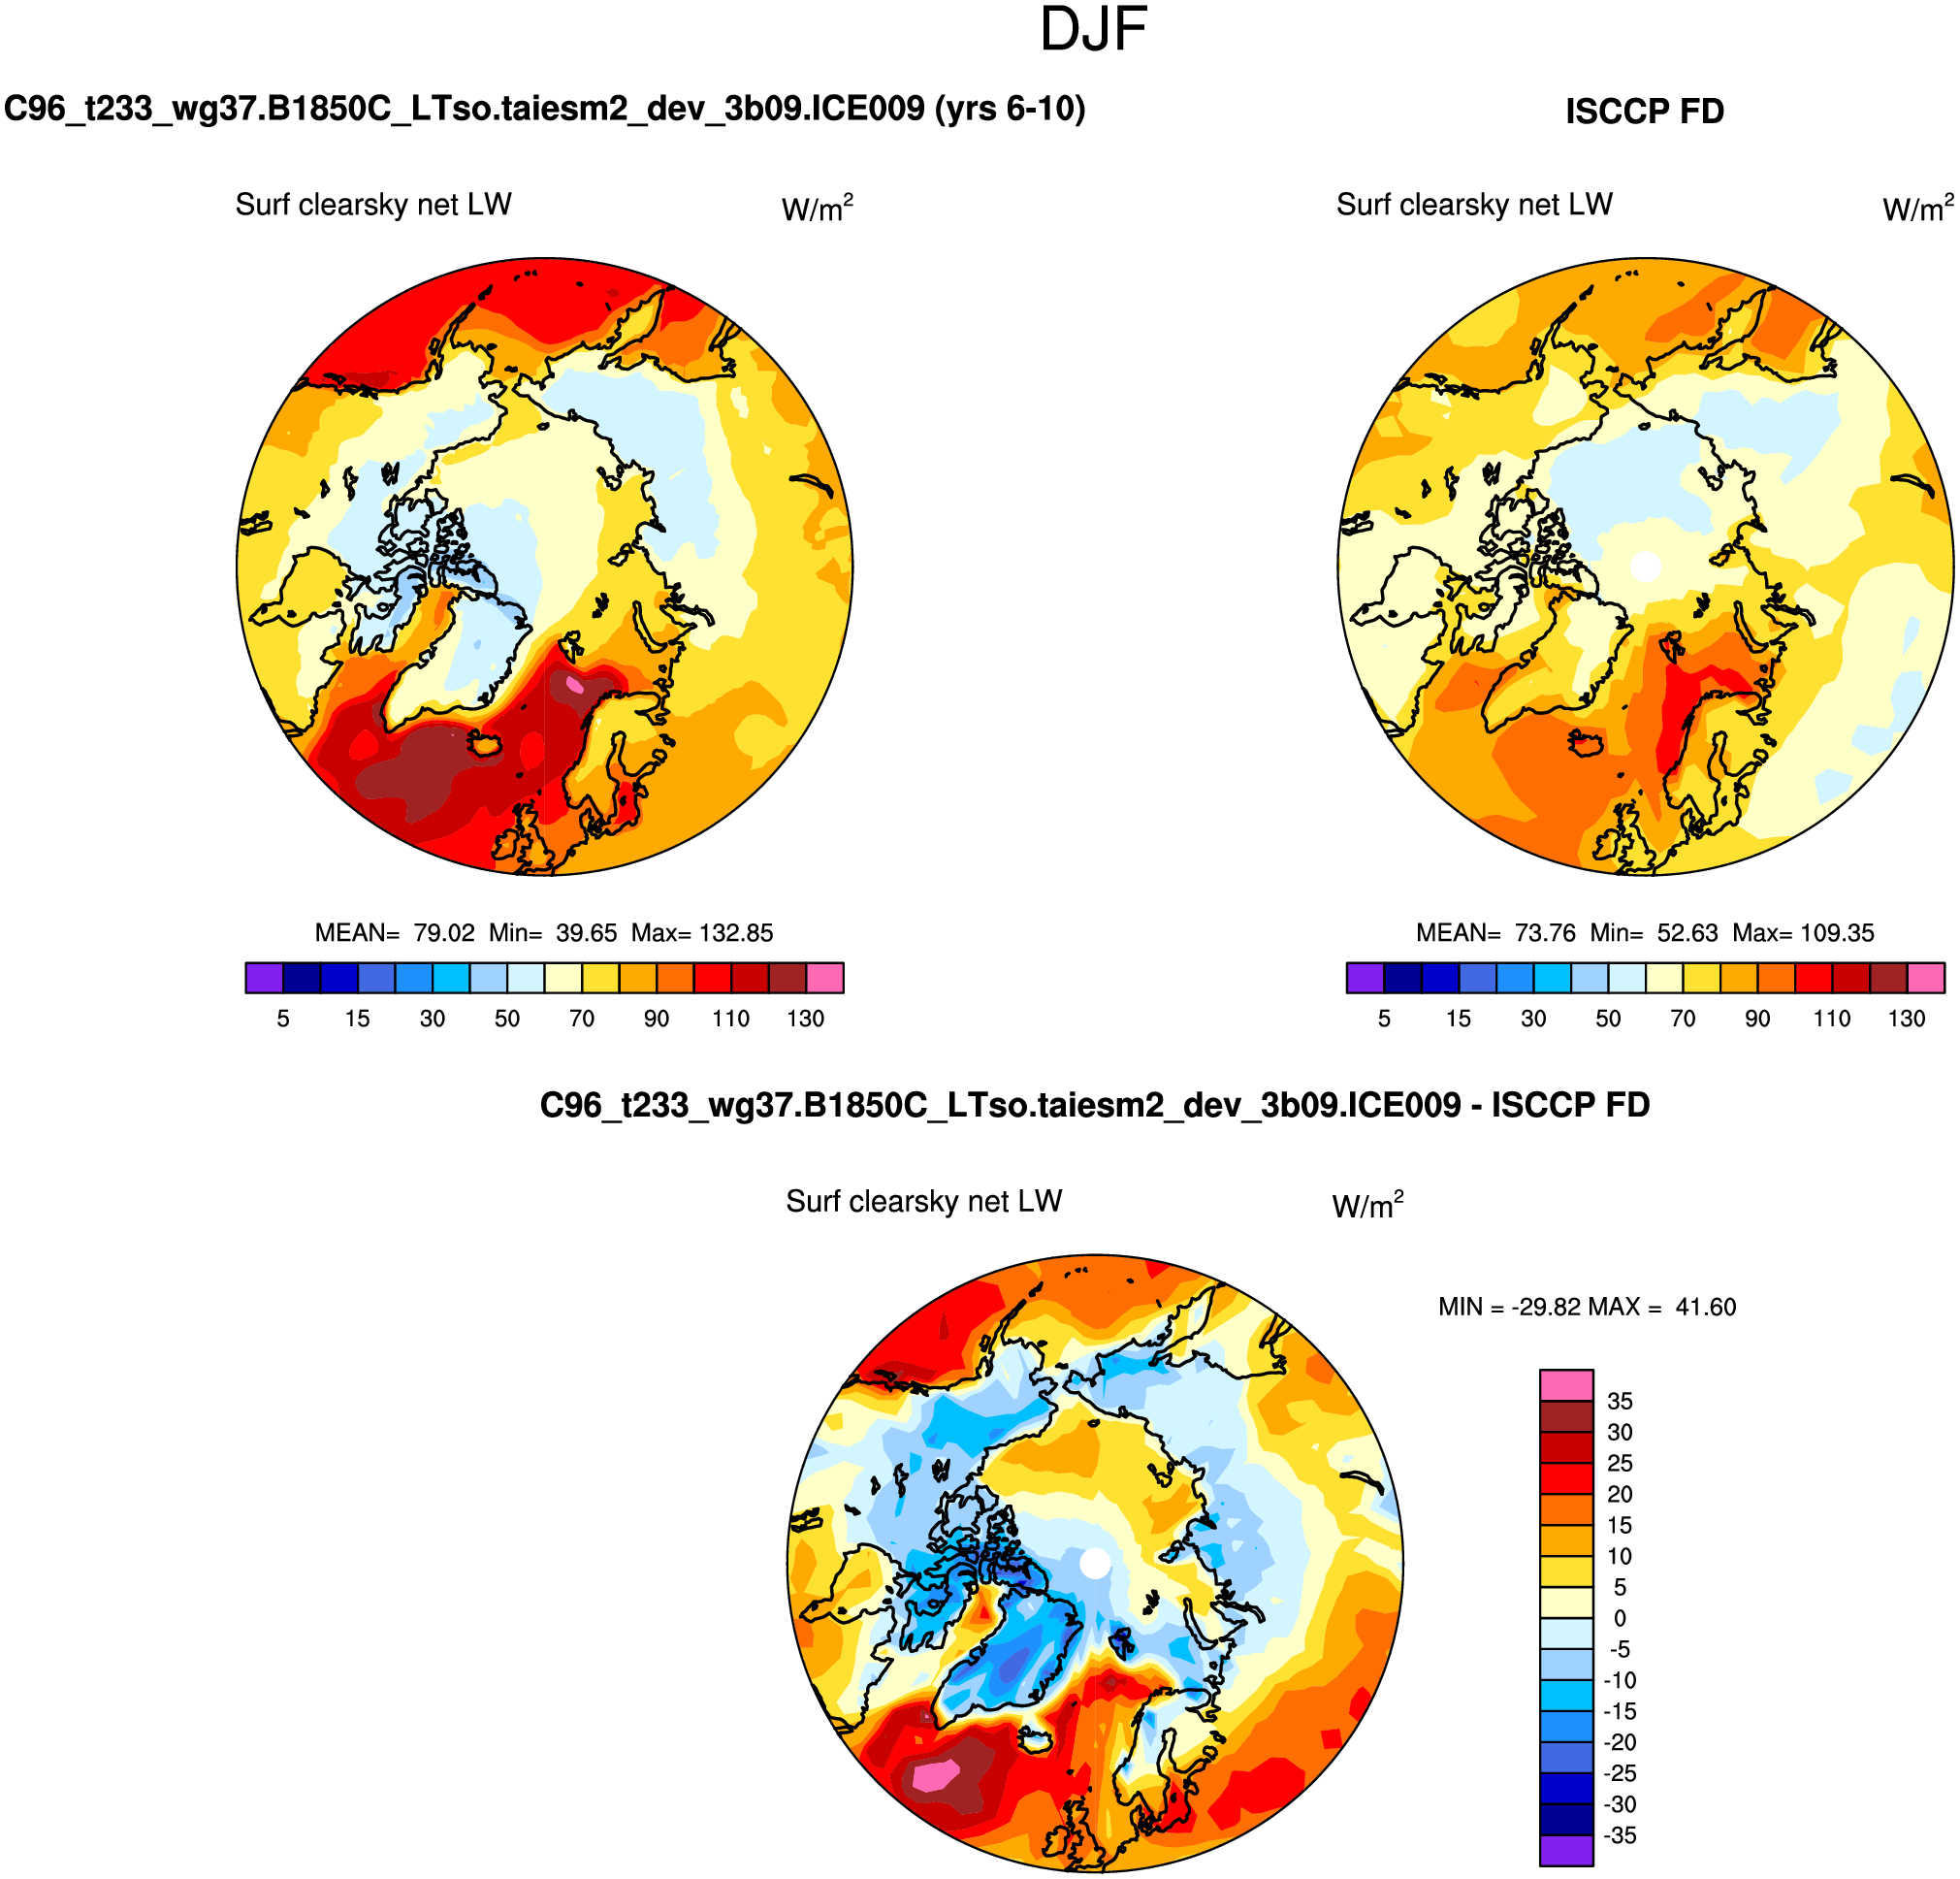 DJF
C96_t233_wg37.B1850C_LTso.taiesm2_dev_3b09.ICE009 (yrs 6-10)
ISCCP FD
Surf clearsky net LW W/m2
Surf clearsky net LW W/m2
MEAN= 79.02 Min= 39.65 Max= 132.85
MEAN= 73.76 Min= 52.63 Max= 109.35
5 15 30 50 70 90 110 130
5 15 30 50 70 90 110 130
C96_t233_wg37.B1850C_LTso.taiesm2_dev_3b09.ICE009 - ISCCP FD
Surf clearsky net LW W/m2
MIN = -29.82 MAX = 41.60
35
30
25
20
15
10
5
0
-5
-10
-15
-20
-25
-30
-35